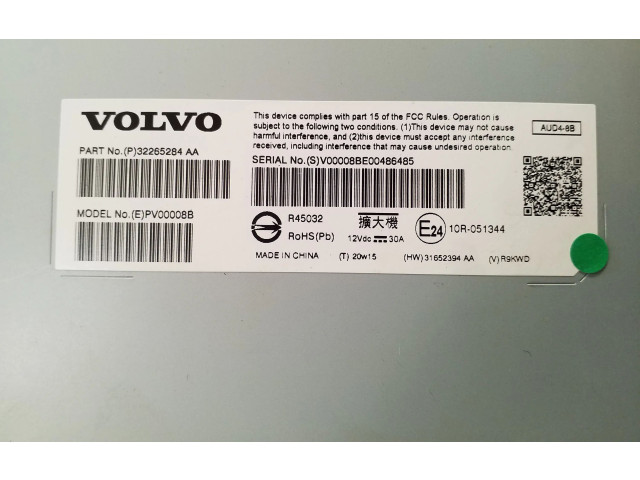 VOLVO
PART No.(P)32265284 AA
MODEL No.(E)PV00008B
This device complies with part 15 of the FCC Rules. Operation is
subject to the following two conditions. (1)This device may not cause
harmful interference, and (2)this device must accept any interference
received, including interference that may cause undesired operation.
AUD4-8B
SERIAL No.(S)V00008BE00486485
R45032
RoHS(Pb)
擴大機
12Vdc 30A
E24
10R-051344
MADE IN CHINA (T) 20w15 (HW)31652394 AA (V)R9KWD